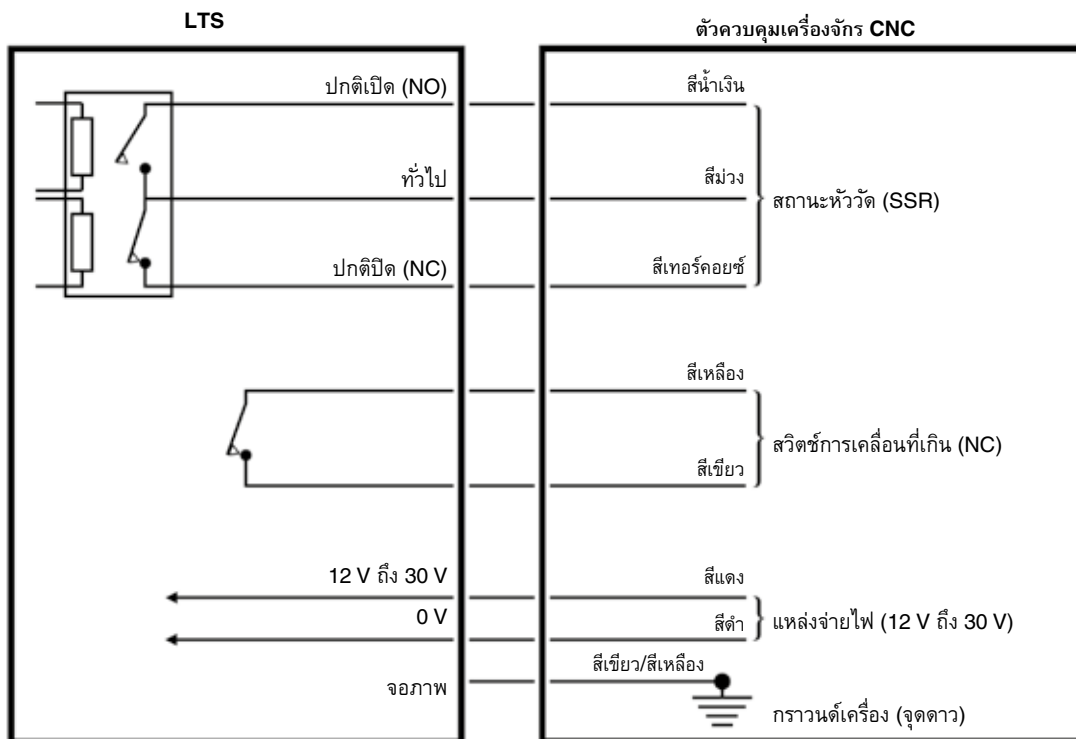 LTS
ตัวควบคุมเครื่องจักร CNC
ปกติเปิด (NO)
สีน้ำเงิน
ทั่วไป
สีม่วง
สถานะหัววัด (SSR)
ปกติปิด (NC)
สีเทอร์คอยซ์
สีเหลือง
สวิตช์การเคลื่อนที่เกิน (NC)
สีเขียว
12 V ถึง 30 V
สีแดง
0 V
สีดำ
แหล่งจ่ายไฟ (12 V ถึง 30 V)
สีเขียว/สีเหลือง
จอภาพ
กราวนด์เครื่อง (จุดดาว)